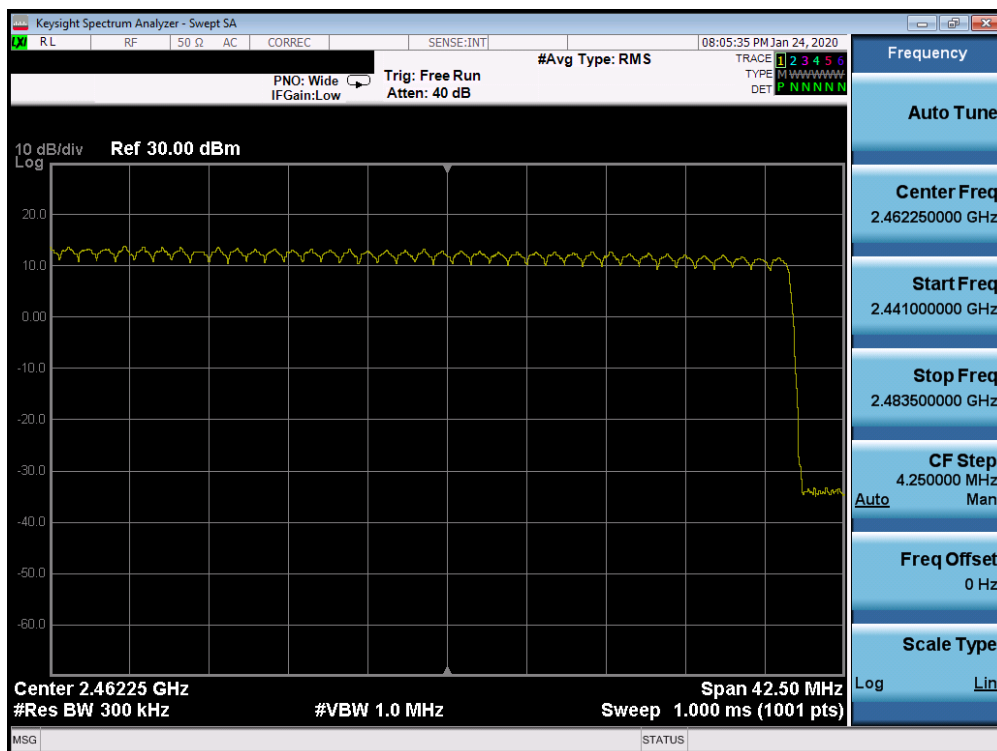 Keysight Spectrum Analyzer - Swept SA
LXI RL RF 50 Ω AC CORREC SENSE:INT 08:05:35 PM Jan 24, 2020
#Avg Type: RMS
TRACE 1 2 3 4 5 6
PNO: Wide Trig: Free Run
TYPE M WWWWW
IFGain:Low Atten: 40 dB
DET P N N N N N
10 dB/div Ref 30.00 dBm
Log
20.0
10.0
0.00
-10.0
-20.0
-30.0
-40.0
-50.0
-60.0
Center 2.46225 GHz Span 42.50 MHz
#Res BW 300 kHz #VBW 1.0 MHz Sweep 1.000 ms (1001 pts)
MSG STATUS
Frequency
Auto Tune
Center Freq
2.462250000 GHz
Start Freq
2.441000000 GHz
Stop Freq
2.483500000 GHz
CF Step
4.250000 MHz
Auto Man
Freq Offset
0 Hz
Scale Type
Log Lin